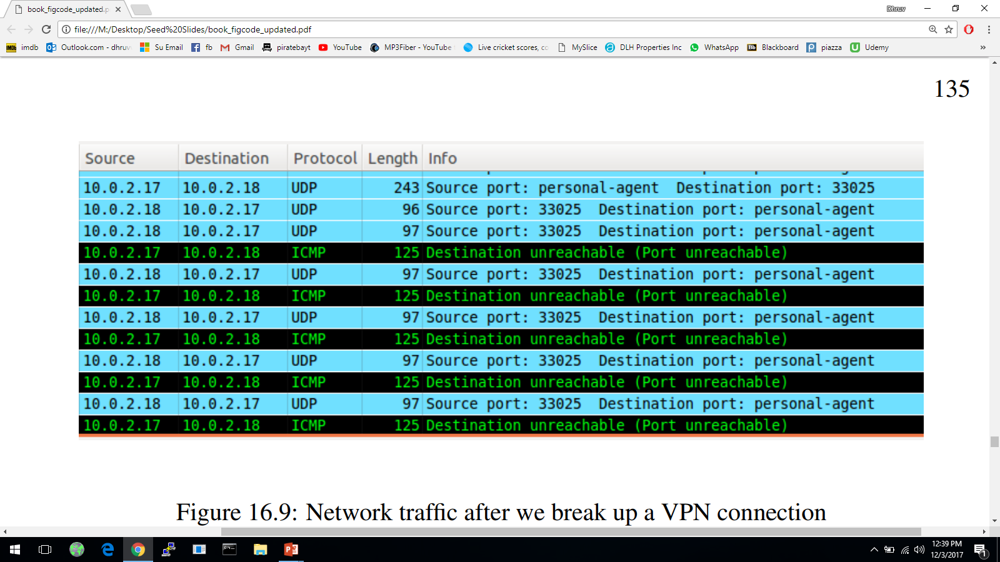 book_figcode_updated.p
Dhruv
file:///M:/Desktop/Seed%20Slides/book_figcode_updated.pdf
imdb Outlook.com - dhruv Su Email fb Gmail piratebayt YouTube MP3Fiber - YouTube Live cricket scores, co MySlice DLH Properties Inc WhatsApp Blackboard piazza Udemy »
135
Source Destination Protocol Length Info
10.0.2.17 10.0.2.18 UDP 243 Source port: personal-agent Destination port: 33025
10.0.2.18 10.0.2.17 UDP 96 Source port: 33025 Destination port: personal-agent
10.0.2.18 10.0.2.17 UDP 97 Source port: 33025 Destination port: personal-agent
10.0.2.17 10.0.2.18 ICMP 125 Destination unreachable (Port unreachable)
10.0.2.18 10.0.2.17 UDP 97 Source port: 33025 Destination port: personal-agent
10.0.2.17 10.0.2.18 ICMP 125 Destination unreachable (Port unreachable)
10.0.2.18 10.0.2.17 UDP 97 Source port: 33025 Destination port: personal-agent
10.0.2.17 10.0.2.18 ICMP 125 Destination unreachable (Port unreachable)
10.0.2.18 10.0.2.17 UDP 97 Source port: 33025 Destination port: personal-agent
10.0.2.17 10.0.2.18 ICMP 125 Destination unreachable (Port unreachable)
10.0.2.18 10.0.2.17 UDP 97 Source port: 33025 Destination port: personal-agent
10.0.2.17 10.0.2.18 ICMP 125 Destination unreachable (Port unreachable)
Figure 16.9: Network traffic after we break up a VPN connection
12:39 PM
12/3/2017
1